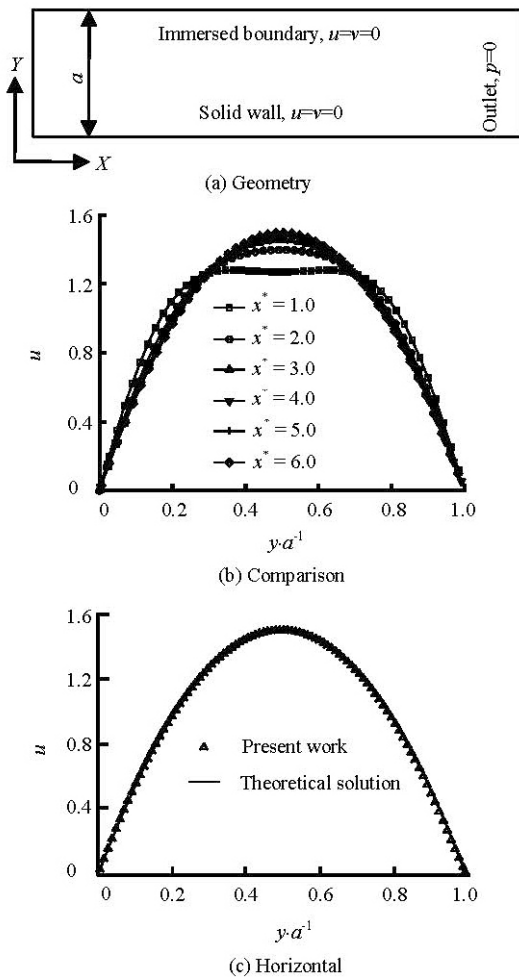 Immersed boundary, u=v=0
Y
a
Solid wall, u=v=0
Outlet, p=0
X
(a) Geometry
1.6
1.2
0.8
0.4
0
u
x* = 1.0
x* = 2.0
x* = 3.0
x* = 4.0
x* = 5.0
x* = 6.0
0 0.2 0.4 0.6 0.8 1.0
y·a⁻¹
(b) Comparison
1.6
1.2
0.8
0.4
0
u
Present work
Theoretical solution
0 0.2 0.4 0.6 0.8 1.0
y·a⁻¹
(c) Horizontal